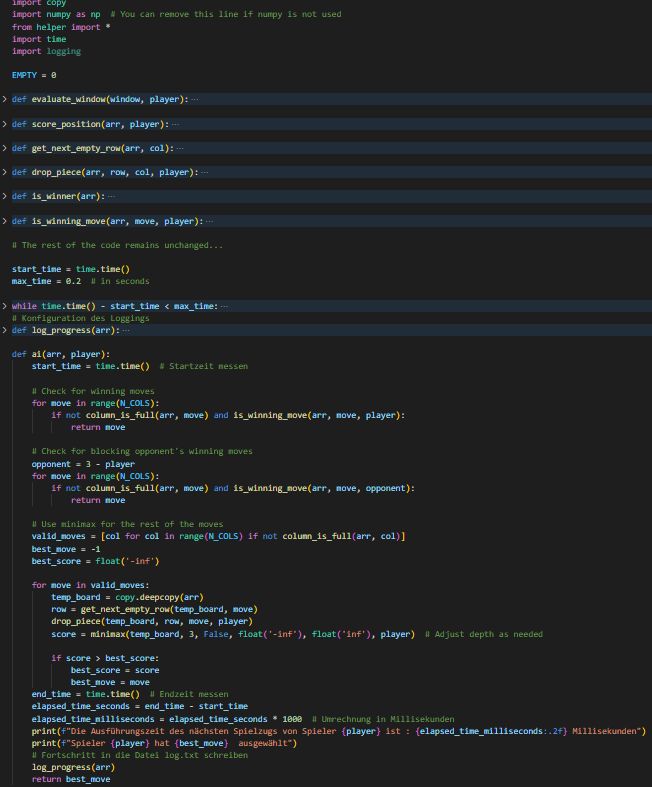 import copy
import numpy as np  # You can remove this line if numpy is not used
from helper import *
import time
import logging

EMPTY = 0

> def evaluate_window(window, player): ···

> def score_position(arr, player): ···

> def get_next_empty_row(arr, col): ···

> def drop_piece(arr, row, col, player): ···

> def is_winner(arr): ···

> def is_winning_move(arr, move, player): ···

# The rest of the code remains unchanged...

start_time = time.time()
max_time = 0.2  # in seconds

> while time.time() - start_time < max_time: ···
# Konfiguration des Loggings
> def log_progress(arr): ···

def ai(arr, player):
    start_time = time.time()  # Startzeit messen

    # Check for winning moves
    for move in range(N_COLS):
        if not column_is_full(arr, move) and is_winning_move(arr, move, player):
            return move

    # Check for blocking opponent's winning moves
    opponent = 3 - player
    for move in range(N_COLS):
        if not column_is_full(arr, move) and is_winning_move(arr, move, opponent):
            return move

    # Use minimax for the rest of the moves
    valid_moves = [col for col in range(N_COLS) if not column_is_full(arr, col)]
    best_move = -1
    best_score = float('-inf')

    for move in valid_moves:
        temp_board = copy.deepcopy(arr)
        row = get_next_empty_row(temp_board, move)
        drop_piece(temp_board, row, move, player)
        score = minimax(temp_board, 3, False, float('-inf'), float('inf'), player)  # Adjust depth as needed

        if score > best_score:
            best_score = score
            best_move = move
    end_time = time.time()  # Endzeit messen
    elapsed_time_seconds = end_time - start_time
    elapsed_time_milliseconds = elapsed_time_seconds * 1000  # Umrechnung in Millisekunden
    print(f"Die Ausführungszeit des nächsten Spielzugs von Spieler {player} ist : {elapsed_time_milliseconds:.2f} Millisekunden")
    print(f"Spieler {player} hat {best_move}  ausgewählt")
    # Fortschritt in die Datei log.txt schreiben
    log_progress(arr)
    return best_move